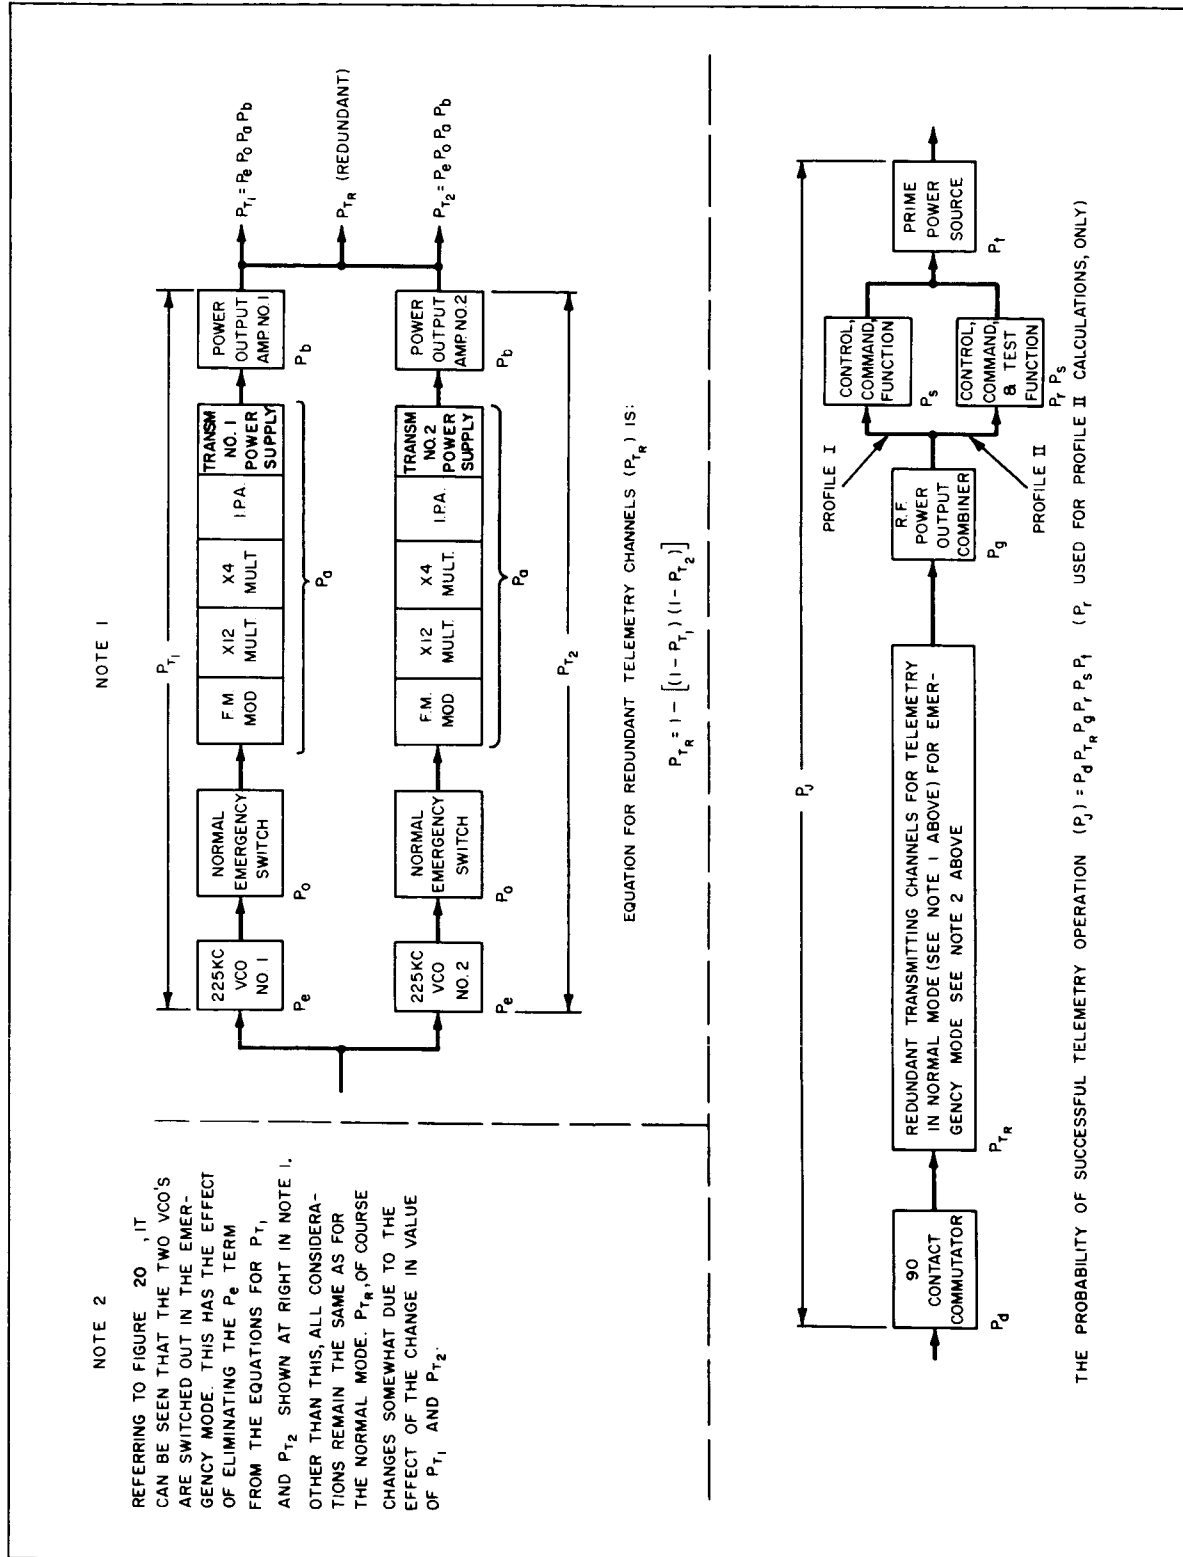 NOTE 2
REFERRING TO FIGURE 20 , IT
CAN BE SEEN THAT THE TWO VCO'S
ARE SWITCHED OUT IN THE EMER-
GENCY MODE. THIS HAS THE EFFECT
OF ELIMINATING THE Pe TERM
FROM THE EQUATIONS FOR PT1
AND PT2 SHOWN AT RIGHT IN NOTE 1.
OTHER THAN THIS, ALL CONSIDERA-
TIONS REMAIN THE SAME AS FOR
THE NORMAL MODE. PTR, OF COURSE
CHANGES SOMEWHAT DUE TO THE
EFFECT OF THE CHANGE IN VALUE
OF PT1 AND PT2.
NOTE 1
PT1
225KC
VCO
NO. 1
Pe
NORMAL
EMERGENCY
SWITCH
Po
F.M
MOD
X12
MULT.
X4
MULT
I.P.A.
TRANSM
NO. 1
POWER
SUPPLY
Pa
POWER
OUTPUT
AMP. NO. 1
Pb
PT1 = Pe Po Pa Pb
PTR (REDUNDANT)
225KC
VCO
NO. 2
Pe
NORMAL
EMERGENCY
SWITCH
Po
F.M.
MOD
X12
MULT.
X4
MULT.
I.P.A.
TRANSM
NO. 2
POWER
SUPPLY
Pa
POWER
OUTPUT
AMP. NO. 2
Pb
PT2 = Pe Po Pa Pb
PT2
EQUATION FOR REDUNDANT TELEMETRY CHANNELS (PTR) IS:
PTR = 1 - [(1 - PT1) (1 - PT2)]
PJ
90
CONTACT
COMMUTATOR
Pd
REDUNDANT TRANSMITTING CHANNELS FOR TELEMETRY
IN NORMAL MODE (SEE NOTE 1 ABOVE) FOR EMER-
GENCY MODE SEE NOTE 2 ABOVE
PTR
R.F.
POWER
OUTPUT
COMBINER
Pg
PROFILE I
PROFILE II
CONTROL,
COMMAND,
FUNCTION
Ps
CONTROL,
COMMAND,
& TEST
FUNCTION
Pr Ps
PRIME
POWER
SOURCE
Pt
THE PROBABILITY OF SUCCESSFUL TELEMETRY OPERATION (PJ) = Pd PTR Pg Pr Ps Pt (Pr USED FOR PROFILE II CALCULATIONS, ONLY)